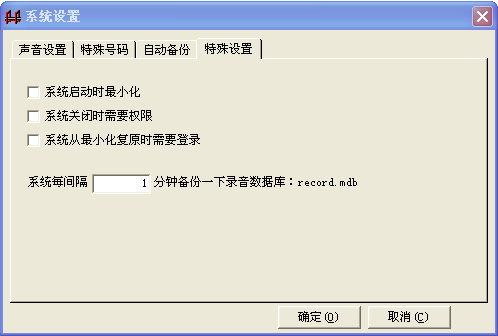 系统设置
声音设置 特殊号码 自动备份 特殊设置
系统启动时最小化
系统关闭时需要权限
系统从最小化复原时需要登录
系统每间隔 1 分钟备份一下录音数据库：record.mdb
确定(O) 取消(C)